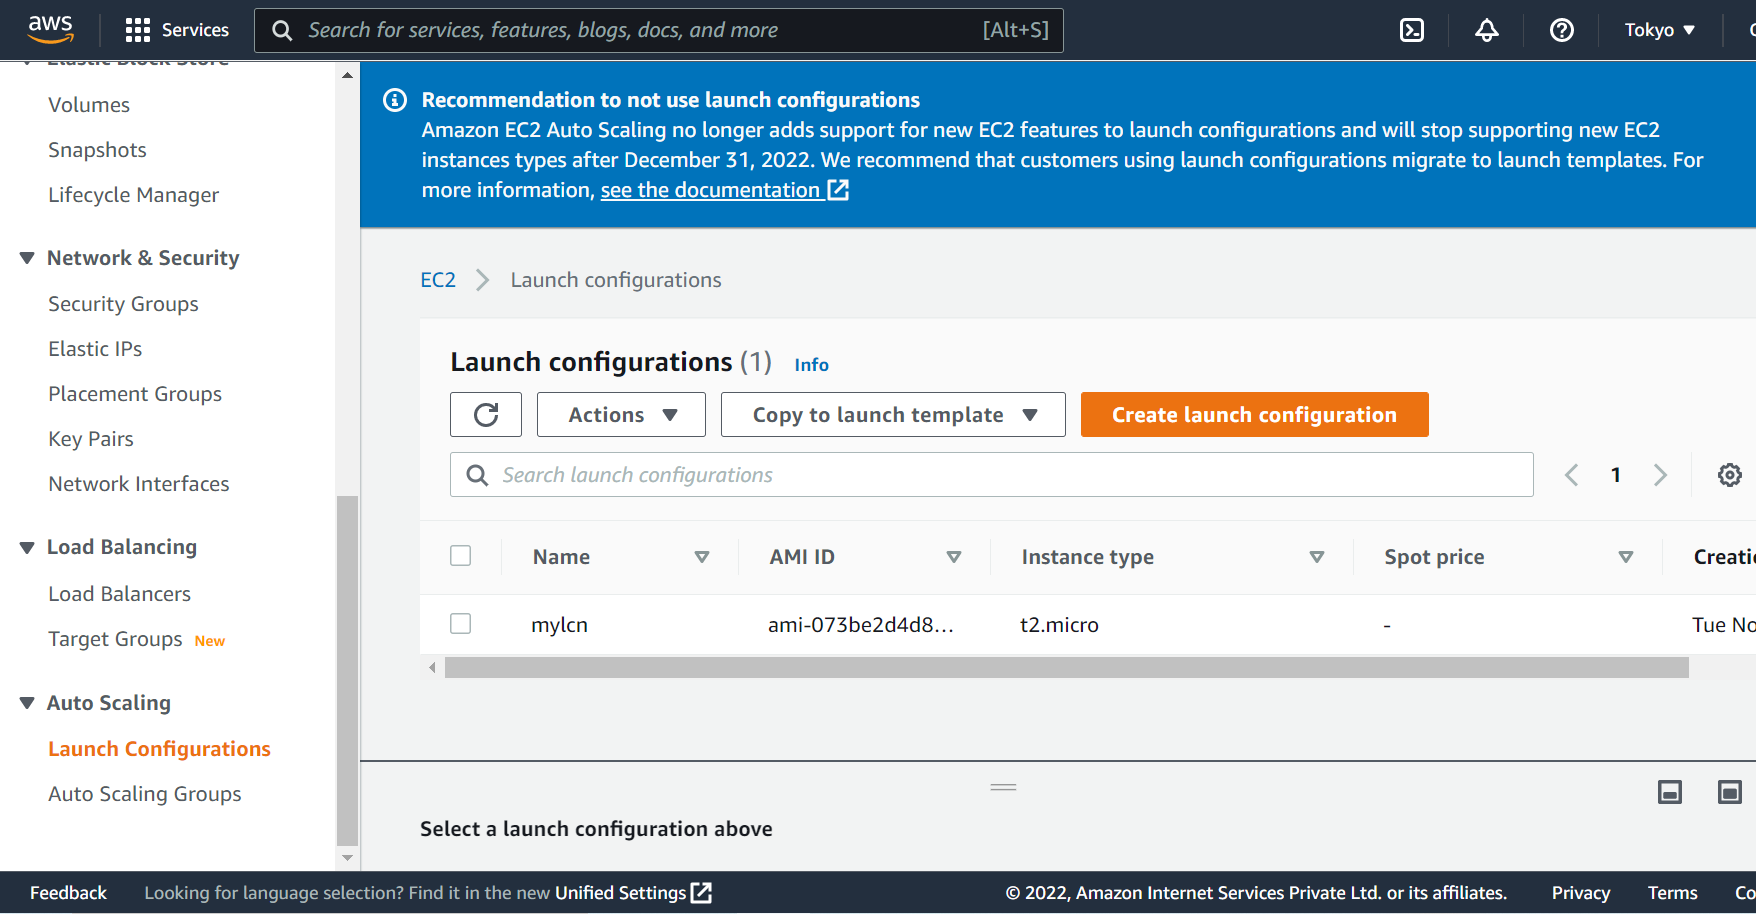 aws
Services
Search for services, features, blogs, docs, and more
[Alt+S]
Tokyo
Elastic Block Store
Volumes
Snapshots
Lifecycle Manager
Network & Security
Security Groups
Elastic IPs
Placement Groups
Key Pairs
Network Interfaces
Load Balancing
Load Balancers
Target Groups New
Auto Scaling
Launch Configurations
Auto Scaling Groups
Recommendation to not use launch configurations
Amazon EC2 Auto Scaling no longer adds support for new EC2 features to launch configurations and will stop supporting new EC2
instances types after December 31, 2022. We recommend that customers using launch configurations migrate to launch templates. For
more information, see the documentation
EC2 Launch configurations
Launch configurations (1) Info
Actions
Copy to launch template
Create launch configuration
Search launch configurations
1
Name AMI ID Instance type Spot price Creatio
mylcn ami-073be2d4d8... t2.micro - Tue No
Select a launch configuration above
Feedback Looking for language selection? Find it in the new Unified Settings © 2022, Amazon Internet Services Private Ltd. or its affiliates. Privacy Terms Co